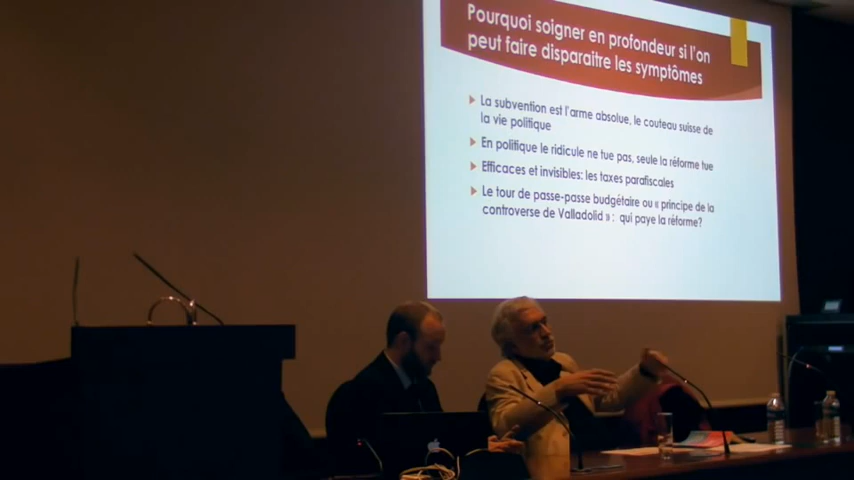 Pourquoi soigner en profondeur si l'on
peut faire disparaitre les symptômes
La subvention est l'arme absolue, le couteau suisse de
la vie politique
En politique le ridicule ne tue pas, seule la réforme tue
Efficaces et invisibles: les taxes parafiscales
Le tour de passe-passe budgétaire ou « principe de la
controverse de Valladolid » : qui paye la réforme?